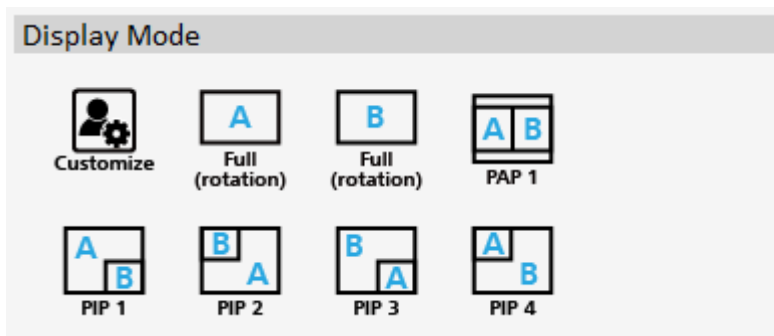 Display Mode
A
B
A B
Customize
Full
(rotation)
Full
(rotation)
PAP 1
A
B
B
A
B
A
A
B
PIP 1
PIP 2
PIP 3
PIP 4